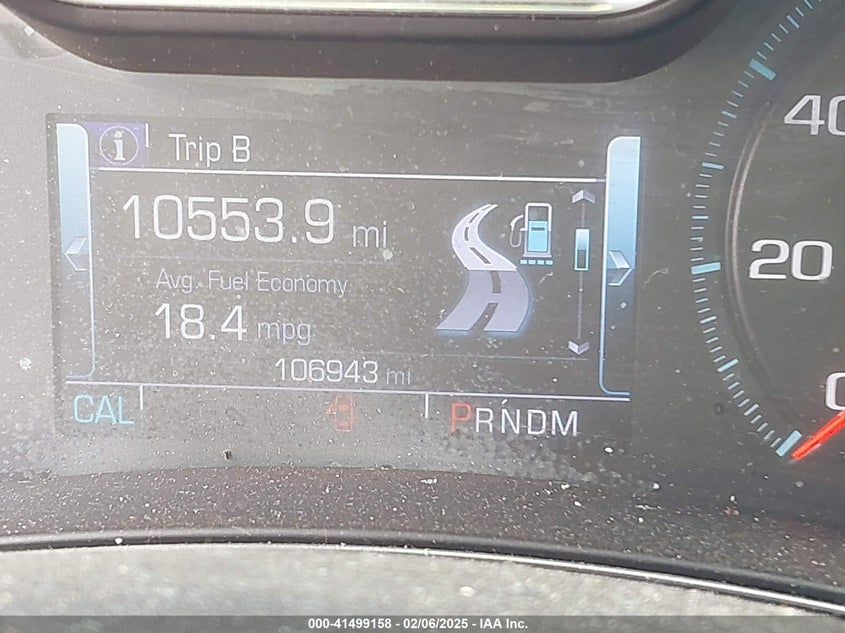 i Trip B
10553.9 mi
Avg. Fuel Economy
18.4 mpg
106943 mi
CAL PRNDM
40
20
0
000-41499158 | 02/06/2025 - IAA Inc.